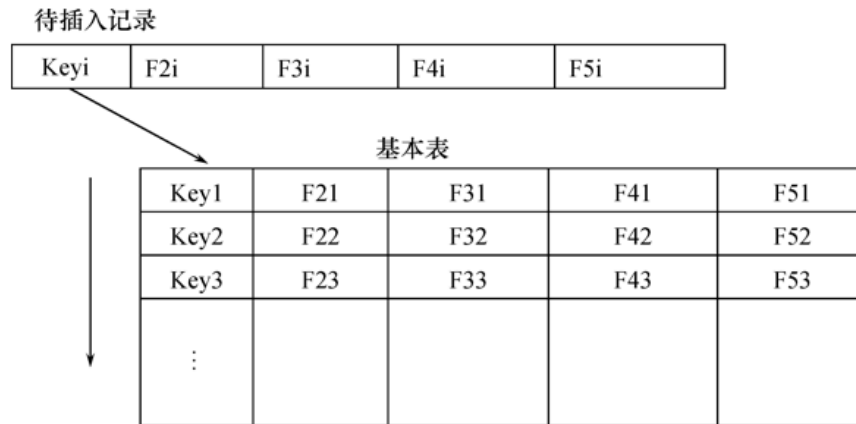 待插入记录
Keyi F2i F3i F4i F5i
基本表
Key1 F21 F31 F41 F51
Key2 F22 F32 F42 F52
Key3 F23 F33 F43 F53
⋮